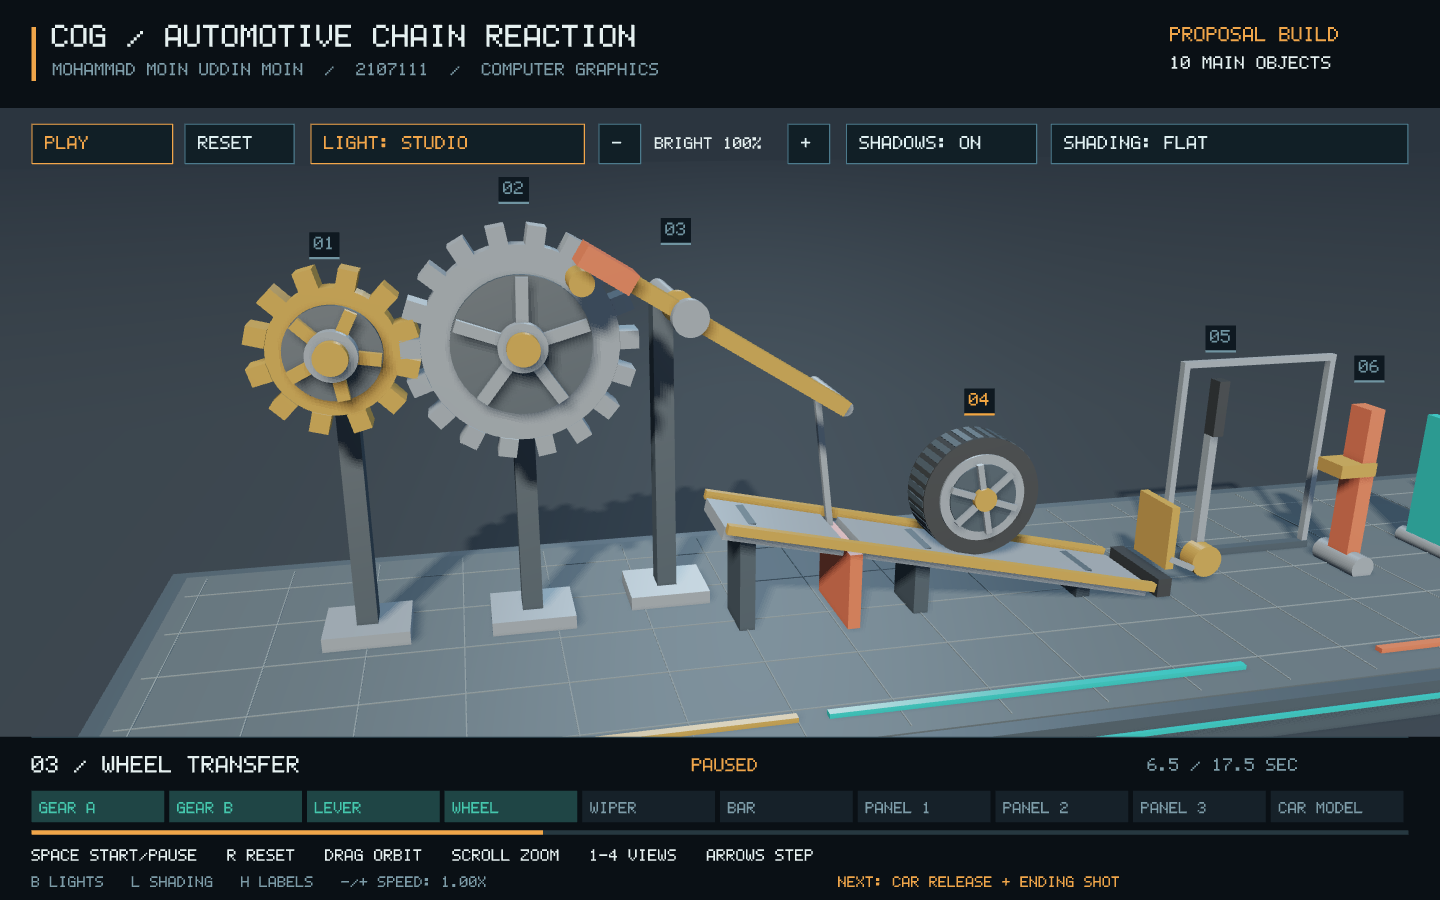 COG / AUTOMOTIVE CHAIN REACTION
MOHAMMAD MOIN UDDIN MOIN / 2107111 / COMPUTER GRAPHICS
PROPOSAL BUILD
10 MAIN OBJECTS
PLAY
RESET
LIGHT: STUDIO
-
BRIGHT 100%
+
SHADOWS: ON
SHADING: FLAT
01
02
03
04
05
06
03 / WHEEL TRANSFER
PAUSED
6.5 / 17.5 SEC
GEAR A
GEAR B
LEVER
WHEEL
WIPER
BAR
PANEL 1
PANEL 2
PANEL 3
CAR MODEL
SPACE START/PAUSE R RESET DRAG ORBIT SCROLL ZOOM 1-4 VIEWS ARROWS STEP
B LIGHTS L SHADING H LABELS -/+ SPEED: 1.00X
NEXT: CAR RELEASE + ENDING SHOT